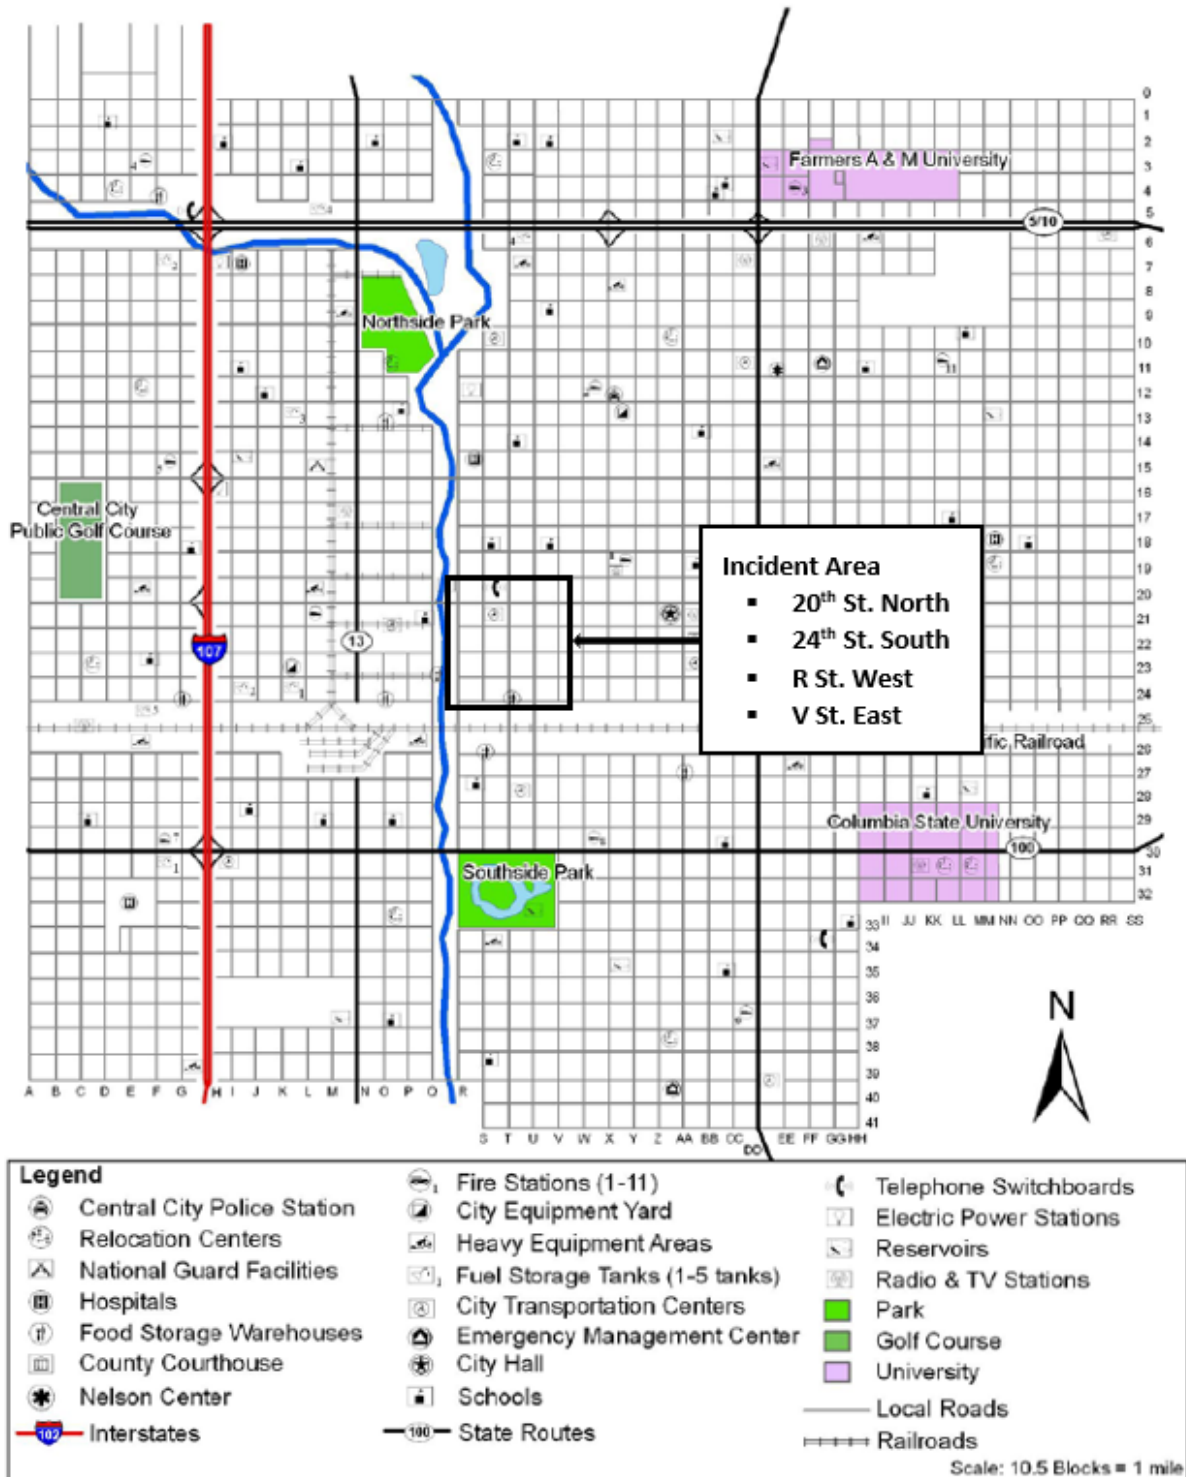 0
1
2
3
4
5
6
7
8
9
10
11
12
13
14
15
16
17
18
19
20
21
22
23
24
25
26
27
28
29
30
31
32
33
34
35
36
37
38
39
40
41
Farmers A & M University
5/10
Northside Park
Central City
Public Golf Course
107
13
Incident Area
▪ 20th St. North
▪ 24th St. South
▪ R St. West
▪ V St. East
ific Railroad
Columbia State University
100
Southside Park
II JJ KK LL MM NN OO PP QQ RR SS
N
A B C D E F G H I J K L M N O P Q R
S T U V W X Y Z AA BB CC DD EE FF GG HH
Legend
Central City Police Station
Relocation Centers
National Guard Facilities
Hospitals
Food Storage Warehouses
County Courthouse
Nelson Center
102 Interstates
Fire Stations (1-11)
City Equipment Yard
Heavy Equipment Areas
Fuel Storage Tanks (1-5 tanks)
City Transportation Centers
Emergency Management Center
City Hall
Schools
100 State Routes
Telephone Switchboards
Electric Power Stations
Reservoirs
Radio & TV Stations
Park
Golf Course
University
Local Roads
Railroads
Scale: 10.5 Blocks = 1 mile